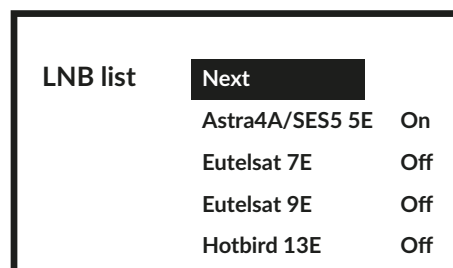 LNB list Next
Astra4A/SES5 5E On
Eutelsat 7E Off
Eutelsat 9E Off
Hotbird 13E Off